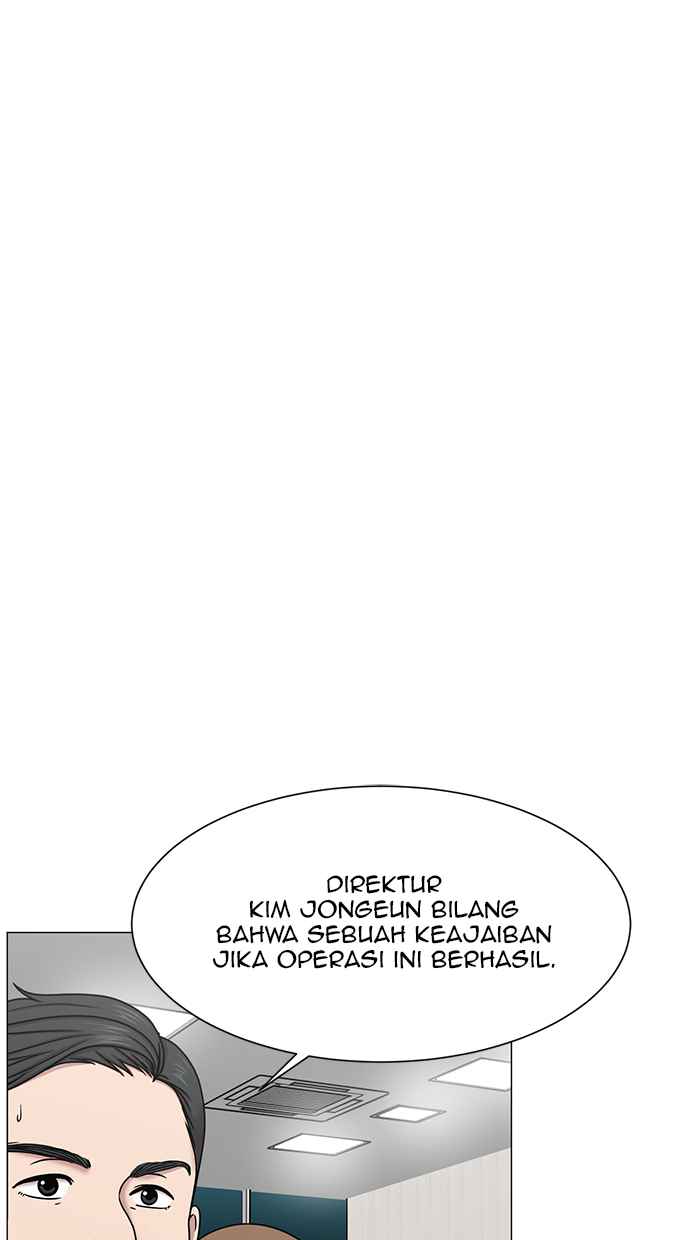 DIREKTUR
KIM JONGEUN BILANG
BAHWA SEBUAH KEAJAIBAN
JIKA OPERASI INI BERHASIL.